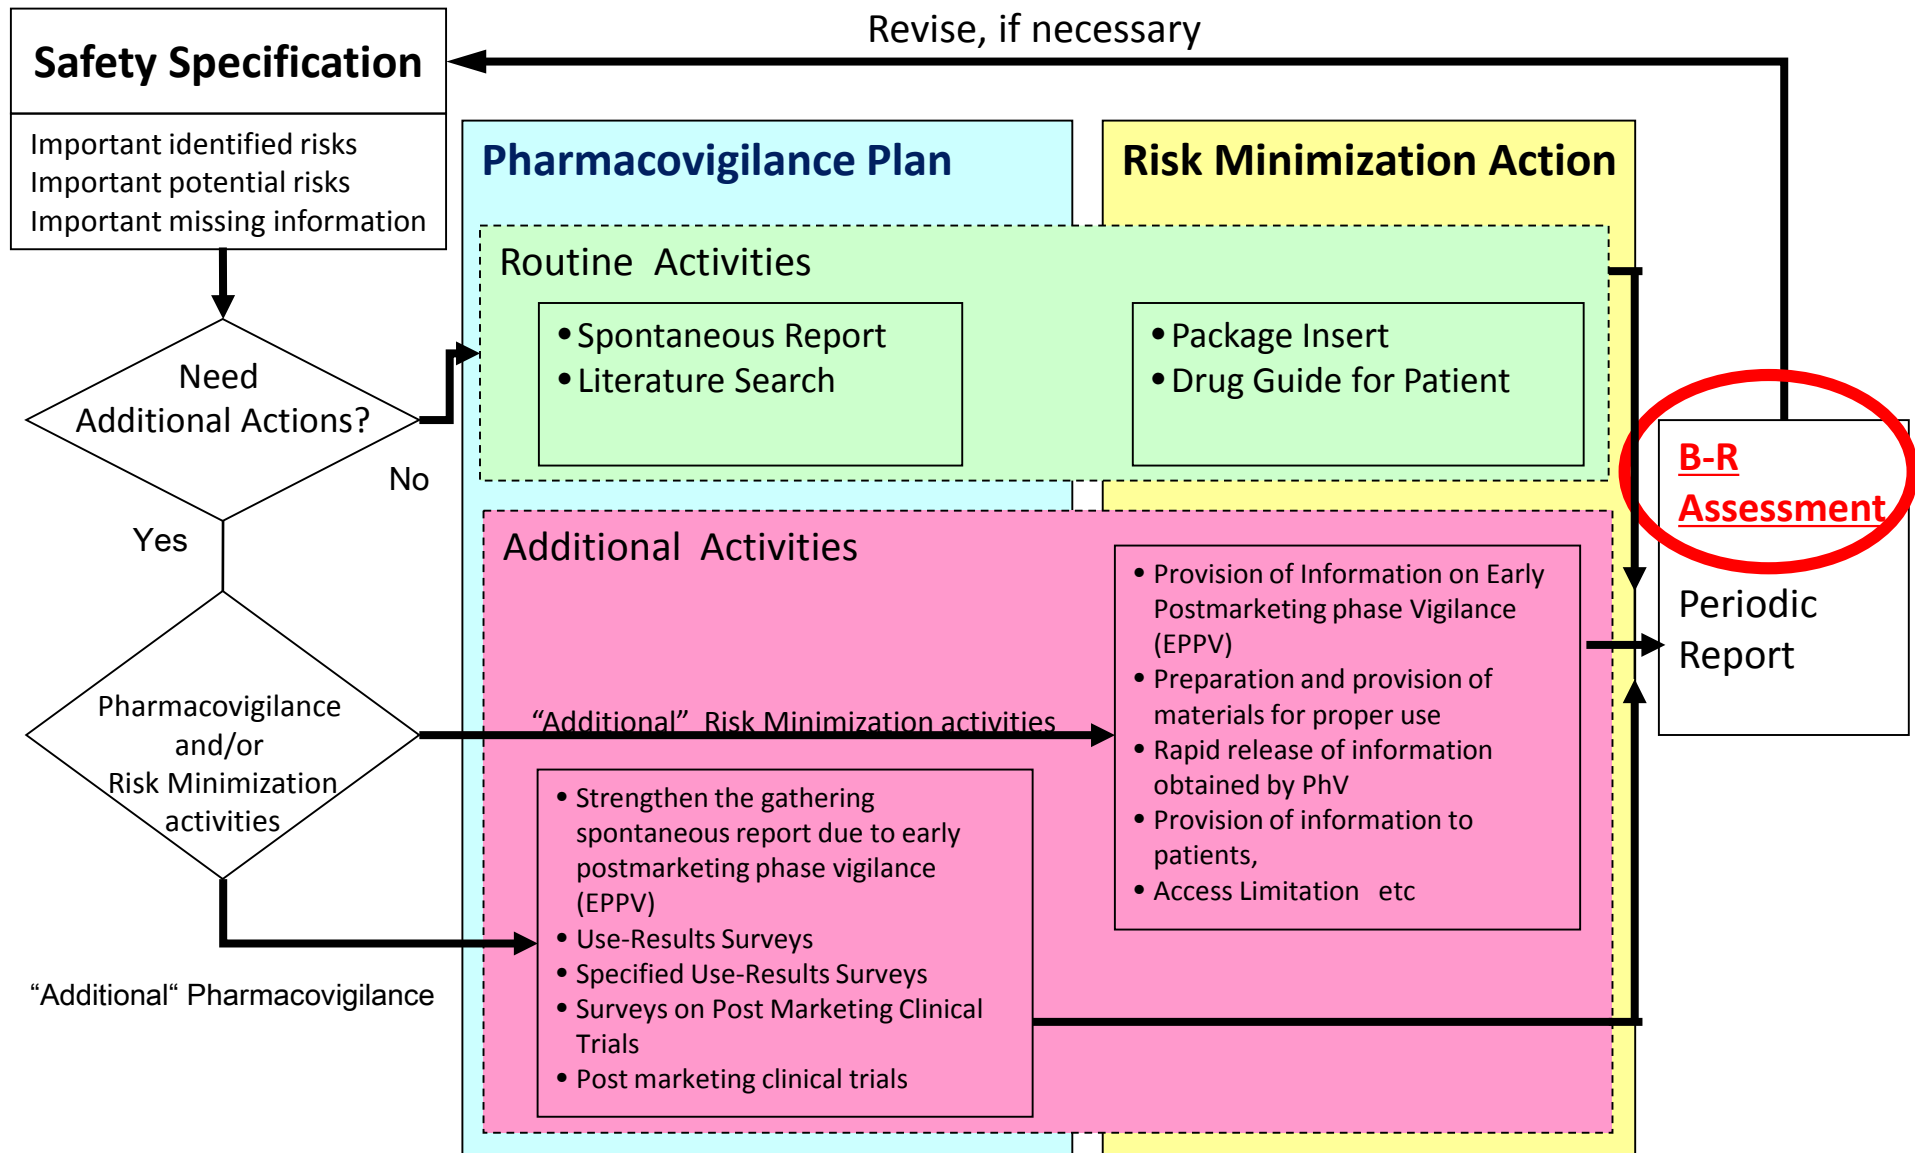 Revise, if necessary
Safety Specification
Important identified risks
Important potential risks
Important missing information
Pharmacovigilance Plan
Risk Minimization Action
Routine Activities
• Spontaneous Report
• Literature Search
• Package Insert
• Drug Guide for Patient
Need
Additional Actions?
No
Yes
B-R
Assessment
Periodic
Report
Additional Activities
• Provision of Information on Early
Postmarketing phase Vigilance
(EPPV)
• Preparation and provision of
materials for proper use
• Rapid release of information
obtained by PhV
• Provision of information to
patients,
• Access Limitation etc
Pharmacovigilance
and/or
Risk Minimization
activities
“Additional” Risk Minimization activities
• Strengthen the gathering
spontaneous report due to early
postmarketing phase vigilance
(EPPV)
• Use-Results Surveys
• Specified Use-Results Surveys
• Surveys on Post Marketing Clinical
Trials
• Post marketing clinical trials
“Additional“ Pharmacovigilance